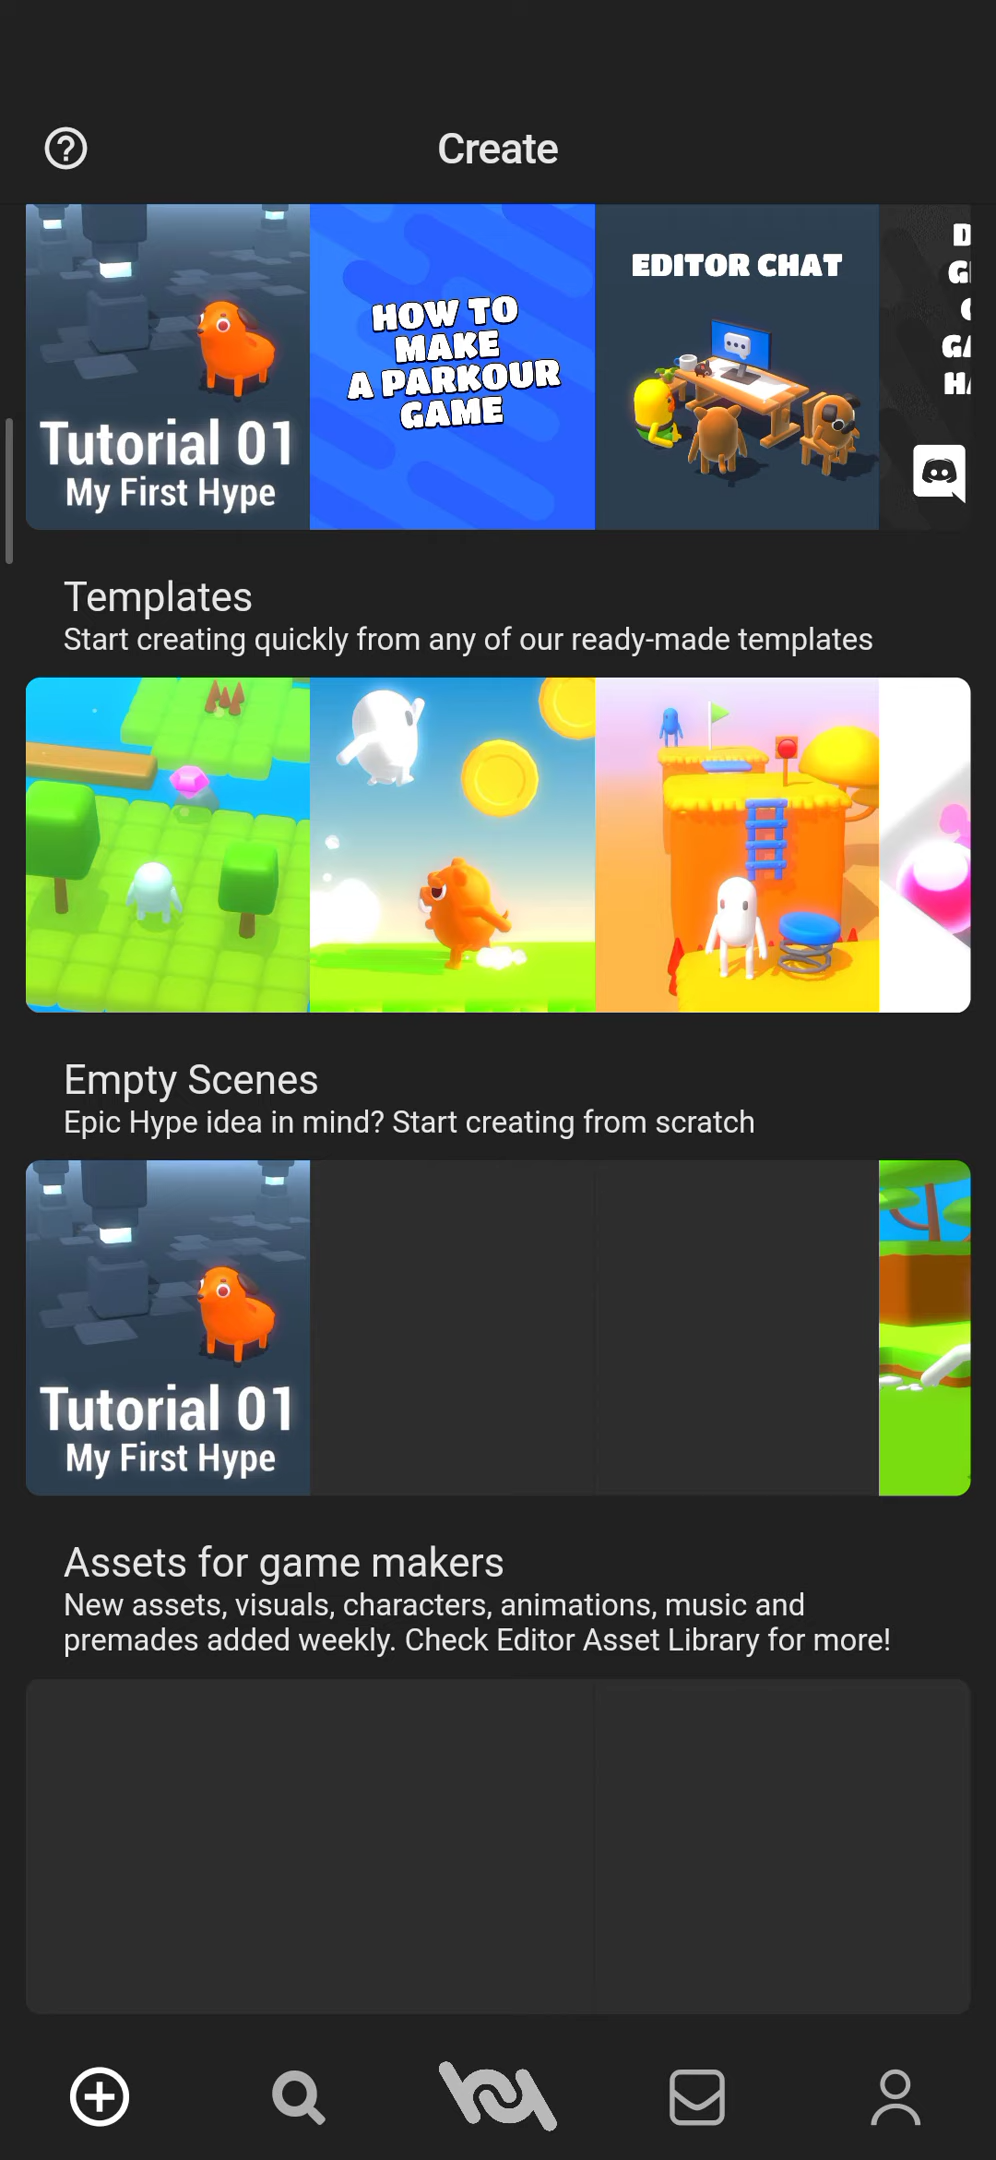 Create
Tutorial 01
My First Hype
HOW TO
MAKE
A PARKOUR
GAME
EDITOR CHAT
Templates
Start creating quickly from any of our ready-made templates
Empty Scenes
Epic Hype idea in mind? Start creating from scratch
Tutorial 01
My First Hype
Assets for game makers
New assets, visuals, characters, animations, music and
premades added weekly. Check Editor Asset Library for more!